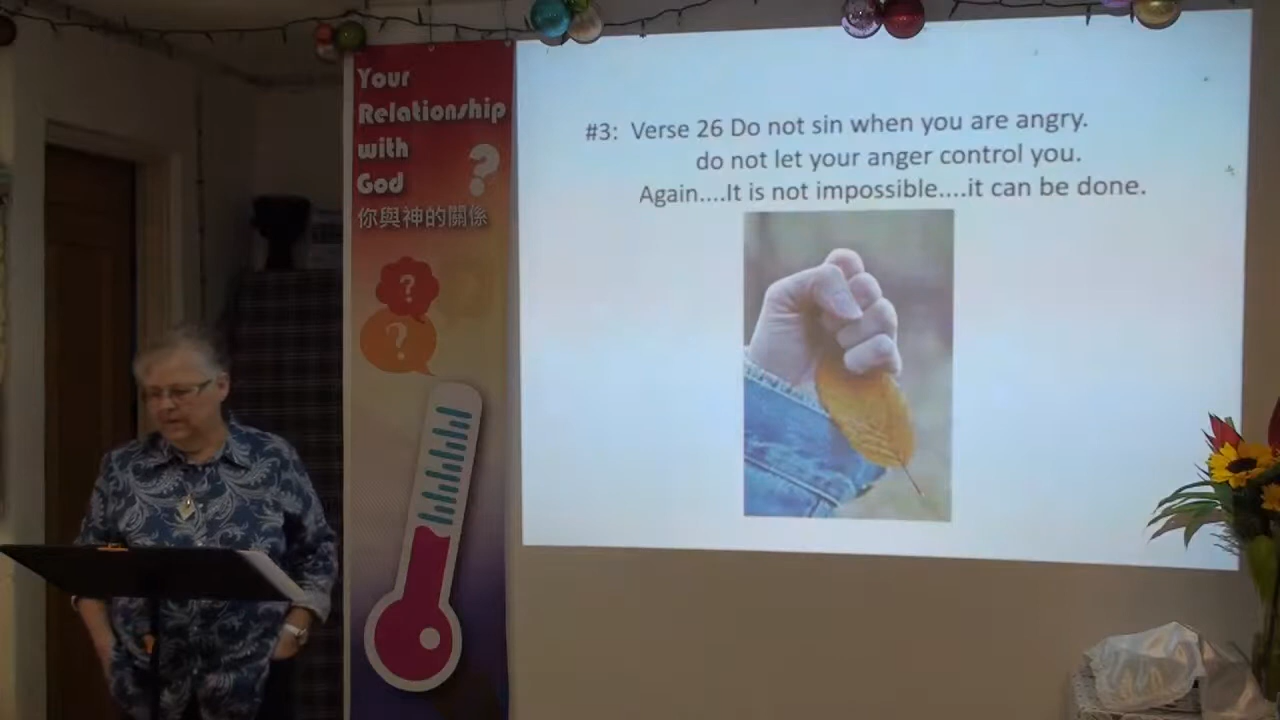 Your
Relationship
with
God
?
你與神的關係
?
?
#3: Verse 26 Do not sin when you are angry.
do not let your anger control you.
Again....It is not impossible....it can be done.